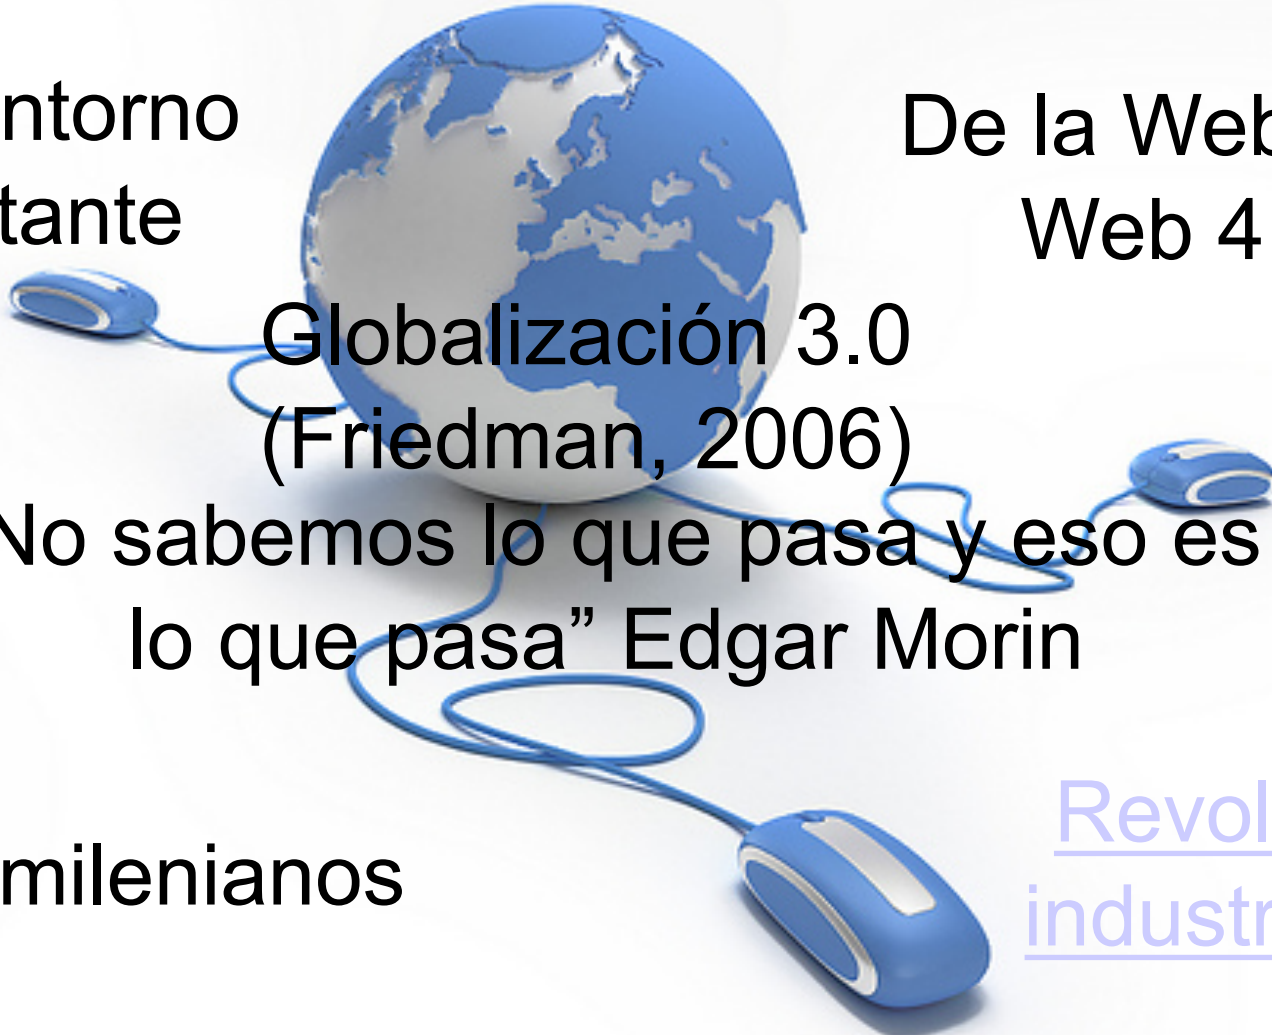 ntorno
tante
De la Web
Web 4
Globalización 3.0
(Friedman, 2006)
No sabemos lo que pasa y eso es
lo que pasa” Edgar Morin
milenianos
Revol
industr